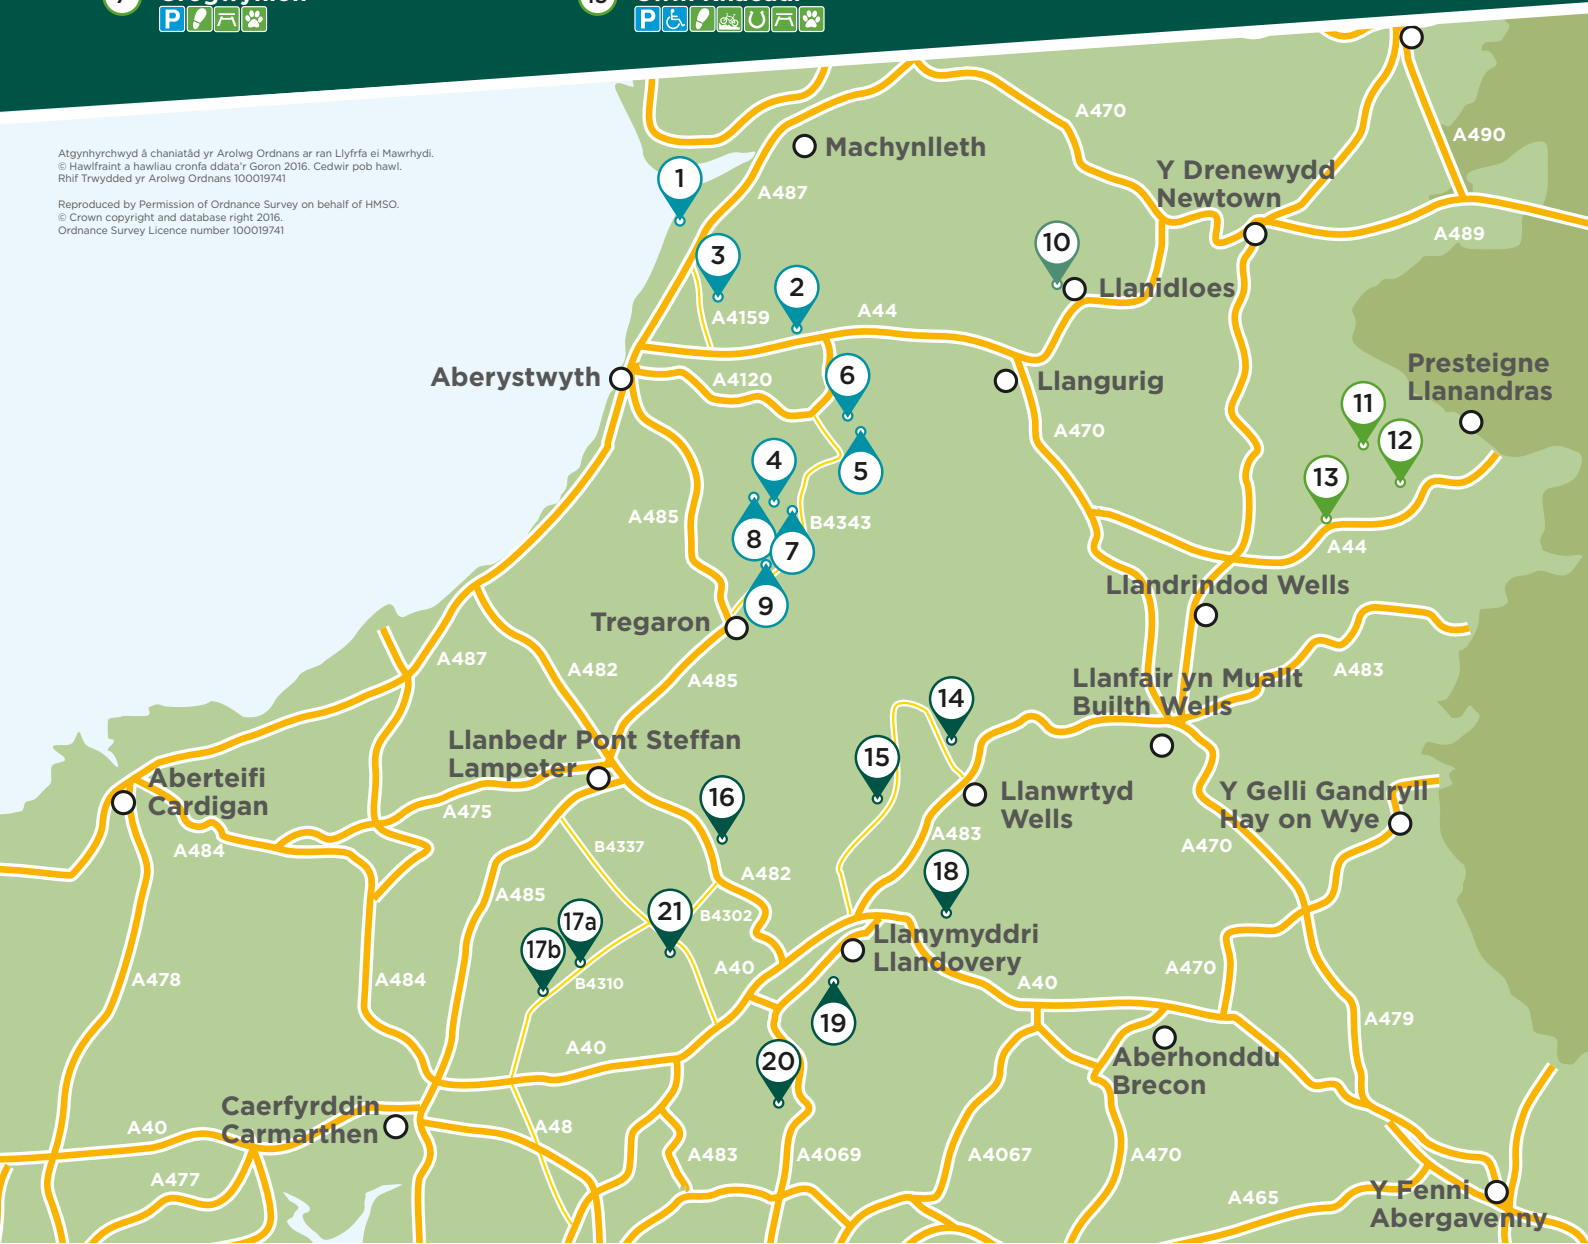 P
P
Atgynhyrchwyd â chaniatâd yr Arolwg Ordnans ar ran Llyfrfa ei Mawrhydi.
© Hawlfraint a hawliau cronfa ddata'r Goron 2016. Cedwir pob hawl.
Rhif Trwydded yr Arolwg Ordnans 100019741
Reproduced by Permission of Ordnance Survey on behalf of HMSO.
© Crown copyright and database right 2016.
Ordnance Survey Licence number 100019741
A470
A490
Machynlleth
Y Drenewydd
Newtown
1
A487
A489
3
10
2
Llanidloes
A4159
A44
Aberystwyth
A4120
6
Llangurig
Presteigne
Llanandras
11
12
A470
4
5
13
A485
B4343
8
7
A44
Llandrindod Wells
9
Tregaron
A487
A482
A485
A483
Llanfair yn Muallt
Builth Wells
14
Llanbedr Pont Steffan
Lampeter
15
Aberteifi
Cardigan
16
Llanwrtyd
Wells
Y Gelli Gandryll
Hay on Wye
A475
A484
B4337
A483
A470
A482
18
A485
17a
21
B4302
17b
Llanymyddri
Llandovery
A478
A484
B4310
A40
A40
A470
19
A479
A40
20
Aberhonddu
Brecon
Caerfyrddin
Carmarthen
A40
A48
A483
A4069
A4067
A470
A477
A465
Y Fenni
Abergavenny